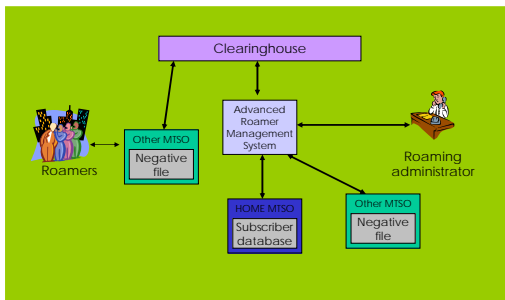 Clearinghouse
Advanced
Roamer
Management
System
Other MTSO
Negative
file
Roamers
Roaming
administrator
HOME MTSO
Subscriber
database
Other MTSO
Negative
file